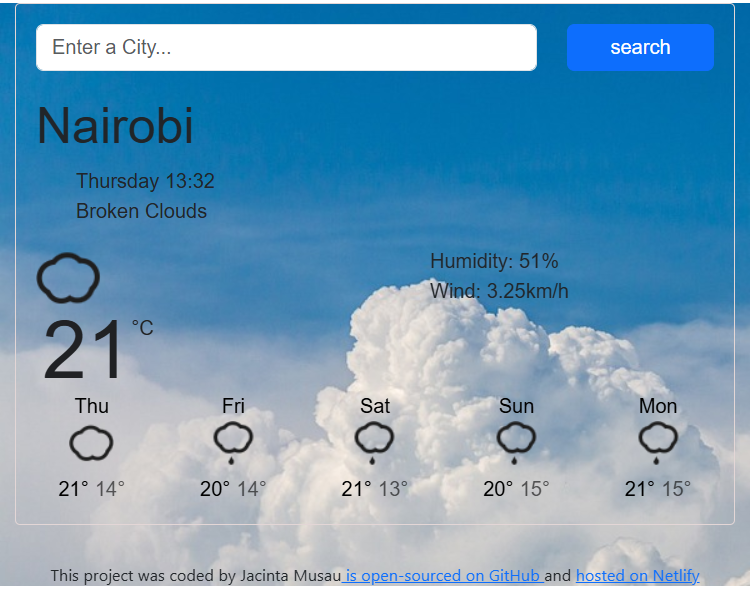 Enter a City...
search
Nairobi
Thursday 13:32
Broken Clouds
Humidity: 51%
Wind: 3.25km/h
21 °C
Thu Fri Sat Sun Mon
21° 14° 20° 14° 21° 13° 20° 15° 21° 15°
This project was coded by Jacinta Musau is open-sourced on GitHub and hosted on Netlify